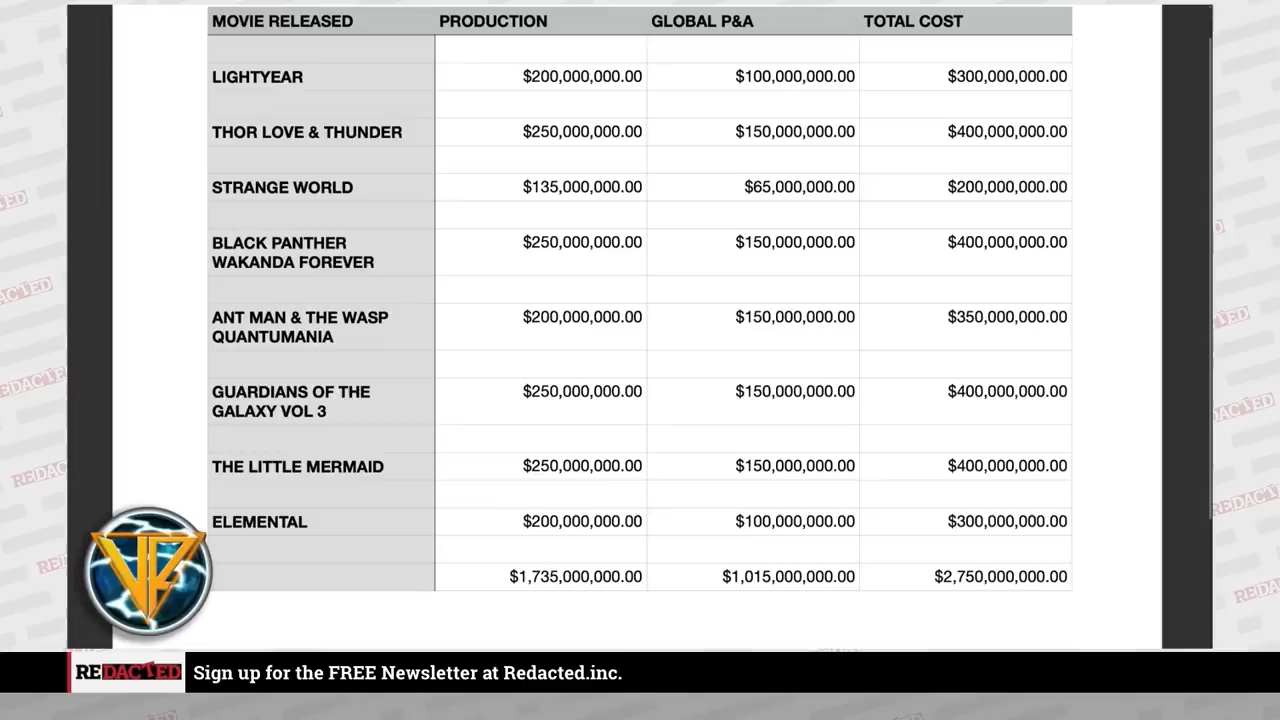 MOVIE RELEASED PRODUCTION GLOBAL P&A TOTAL COST
LIGHTYEAR $200,000,000.00 $100,000,000.00 $300,000,000.00
THOR LOVE & THUNDER $250,000,000.00 $150,000,000.00 $400,000,000.00
STRANGE WORLD $135,000,000.00 $65,000,000.00 $200,000,000.00
BLACK PANTHER $250,000,000.00 $150,000,000.00 $400,000,000.00
WAKANDA FOREVER
ANT MAN & THE WASP $200,000,000.00 $150,000,000.00 $350,000,000.00
QUANTUMANIA
GUARDIANS OF THE $250,000,000.00 $150,000,000.00 $400,000,000.00
GALAXY VOL 3
THE LITTLE MERMAID $250,000,000.00 $150,000,000.00 $400,000,000.00
ELEMENTAL $200,000,000.00 $100,000,000.00 $300,000,000.00
$1,735,000,000.00 $1,015,000,000.00 $2,750,000,000.00
VF
REDACTED Sign up for the FREE Newsletter at Redacted.inc.